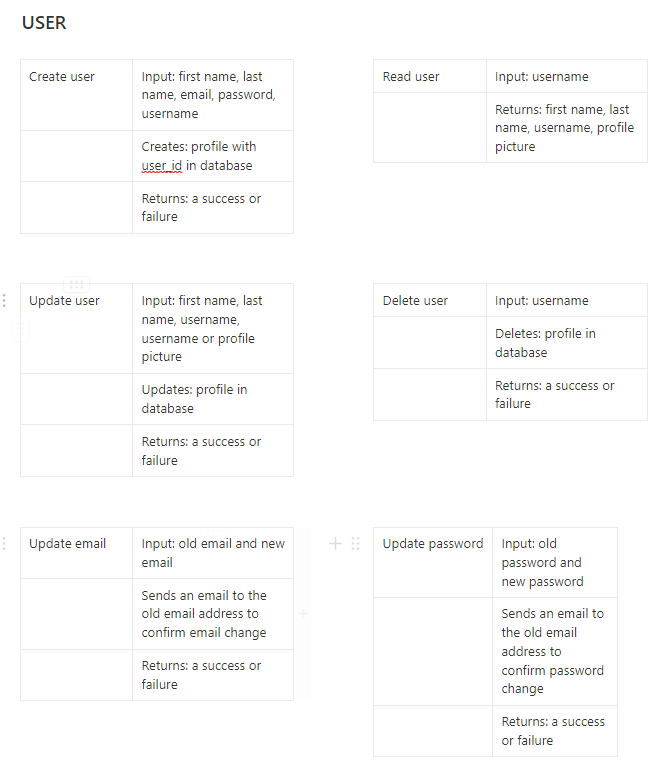 USER
Create user
Input: first name, last
name, email, password,
username
Creates: profile with
user_id in database
Returns: a success or
failure
Read user
Input: username
Returns: first name, last
name, username, profile
picture
Update user
Input: first name, last
name, username,
username or profile
picture
Updates: profile in
database
Returns: a success or
failure
Delete user
Input: username
Deletes: profile in
database
Returns: a success or
failure
Update email
Input: old email and new
email
Sends an email to the
old email address to
confirm email change
Returns: a success or
failure
Update password
Input: old
password and
new password
Sends an email to
the old email
address to
confirm password
change
Returns: a success
or failure